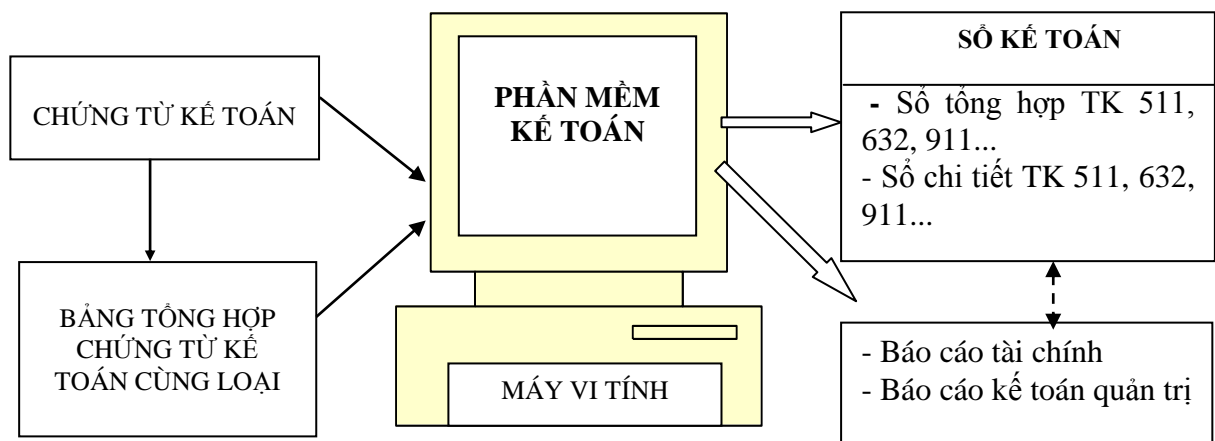 CHỨNG TỪ KẾ TOÁN
BẢNG TỔNG HỢP
CHỨNG TỪ KẾ
TOÁN CÙNG LOẠI
PHẦN MỀM
KẾ TOÁN
MÁY VI TÍNH
SỔ KẾ TOÁN
- Sổ tổng hợp TK 511,
632, 911...
- Sổ chi tiết TK 511, 632,
911...
- Báo cáo tài chính
- Báo cáo kế toán quản trị